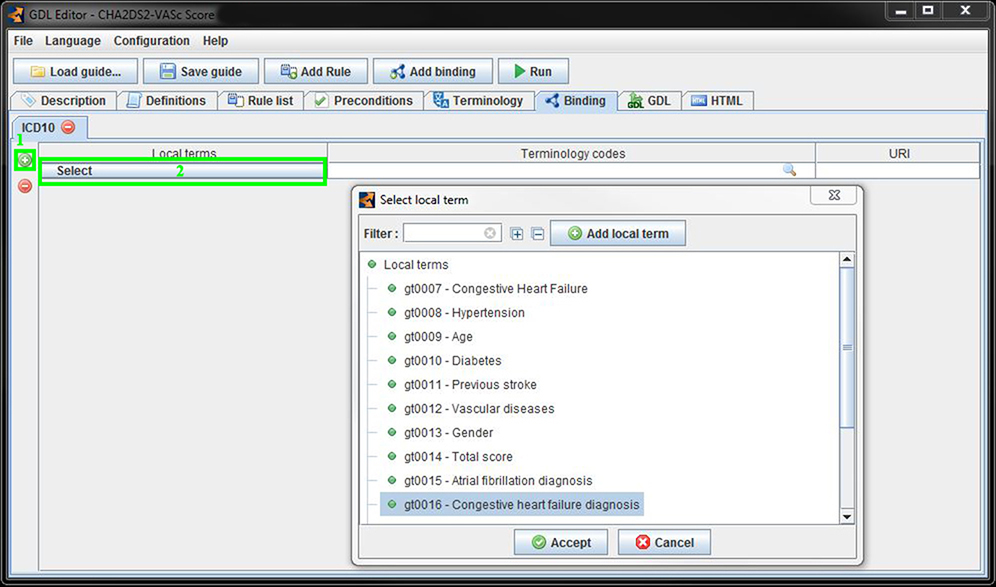 GDL Editor - CHA2DS2-VASc Score
File Language Configuration Help
Load guide... Save guide Add Rule Add binding Run
Description Definitions Rule list Preconditions Terminology Binding GDL HTML
ICD10
1
Local terms Terminology codes URI
Select 2
Select local term
Filter : Add local term
Local terms
gt0007 - Congestive Heart Failure
gt0008 - Hypertension
gt0009 - Age
gt0010 - Diabetes
gt0011 - Previous stroke
gt0012 - Vascular diseases
gt0013 - Gender
gt0014 - Total score
gt0015 - Atrial fibrillation diagnosis
gt0016 - Congestive heart failure diagnosis
Accept Cancel